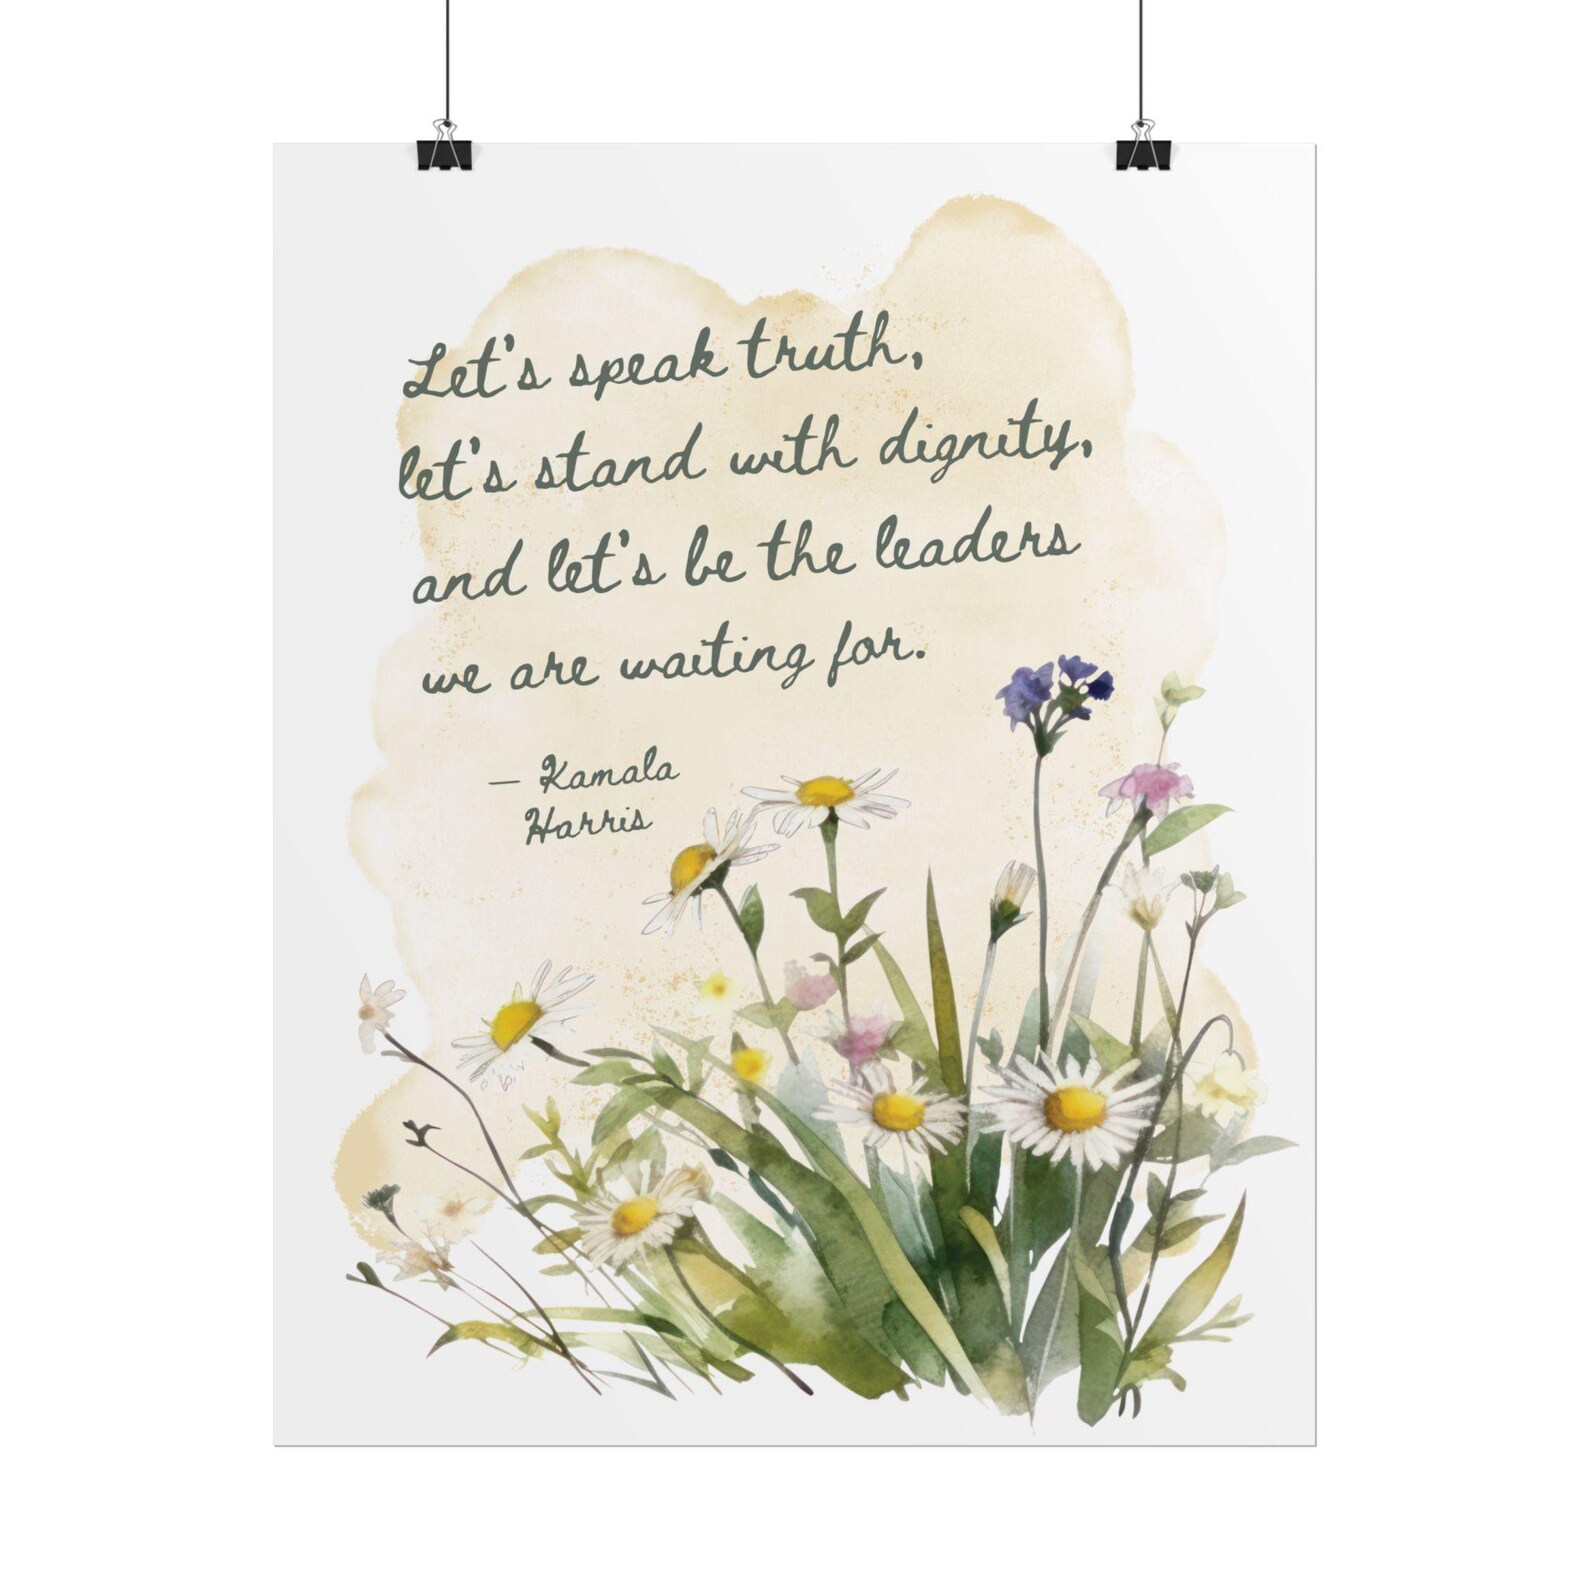 Let's speak truth,
let's stand with dignity,
and let's be the leaders
we are waiting for.
— Kamala
Harris